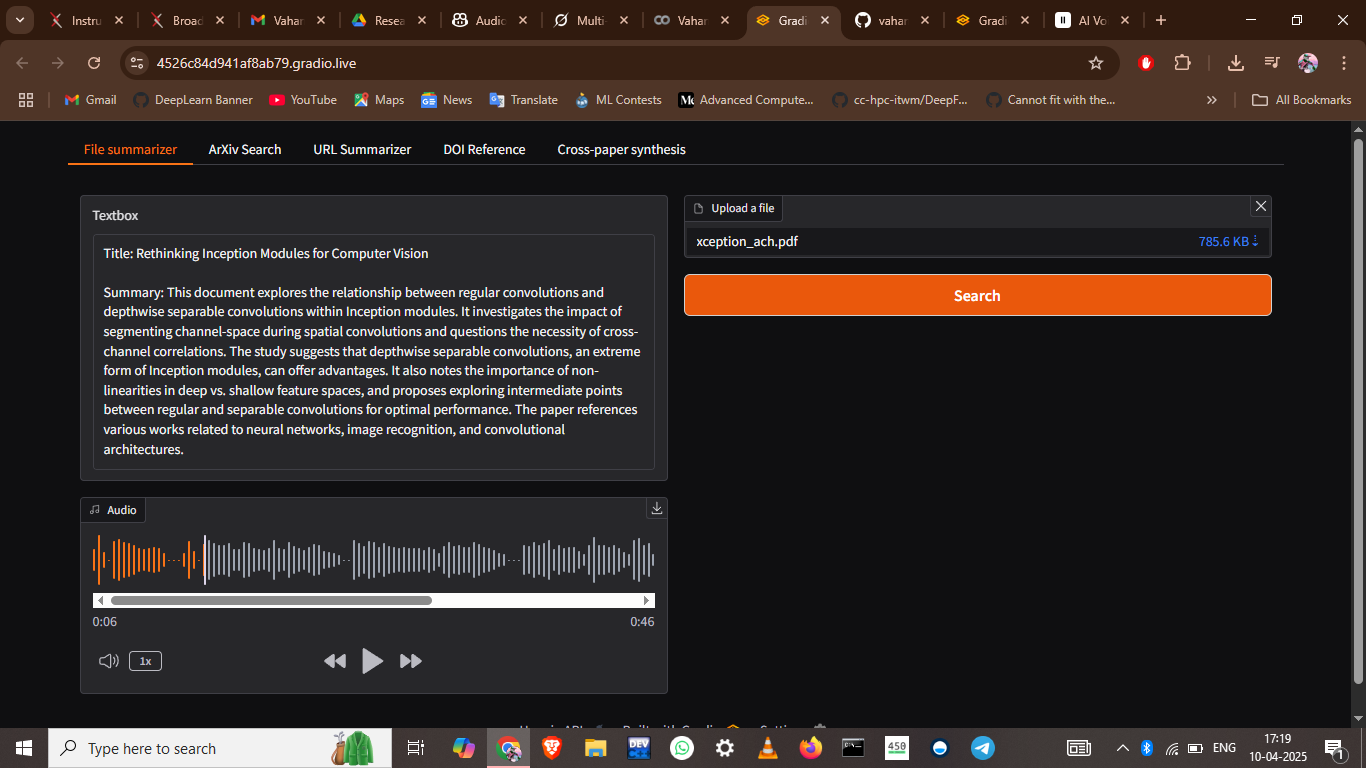 Instru
Broad
Vahar
Resea
Audio
Multi-
Vahar
Gradi
vahar
Gradi
AI Vo
4526c84d941af8ab79.gradio.live
Gmail
DeepLearn Banner
YouTube
Maps
News
Translate
ML Contests
Advanced Compute...
cc-hpc-itwm/DeepF...
Cannot fit with the...
All Bookmarks
File summarizer
ArXiv Search
URL Summarizer
DOI Reference
Cross-paper synthesis
Textbox
Title: Rethinking Inception Modules for Computer Vision
Summary: This document explores the relationship between regular convolutions and
depthwise separable convolutions within Inception modules. It investigates the impact of
segmenting channel-space during spatial convolutions and questions the necessity of cross-
channel correlations. The study suggests that depthwise separable convolutions, an extreme
form of Inception modules, can offer advantages. It also notes the importance of non-
linearities in deep vs. shallow feature spaces, and proposes exploring intermediate points
between regular and separable convolutions for optimal performance. The paper references
various works related to neural networks, image recognition, and convolutional
architectures.
Upload a file
xception_ach.pdf
785.6 KB ↓
Search
Audio
0:06
0:46
1x
Type here to search
DEV
450
ENG
17:19
10-04-2025
1